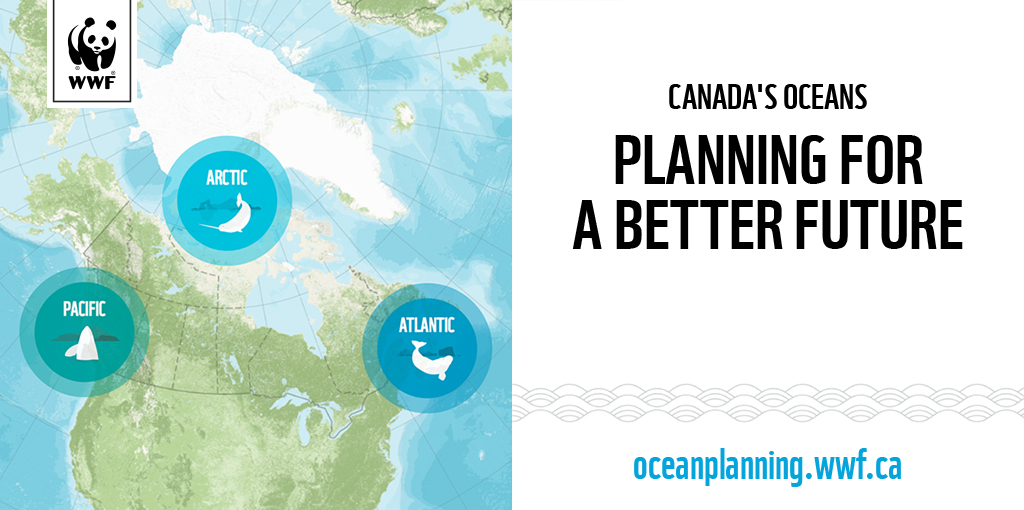 WWF
ARCTIC
PACIFIC
ATLANTIC
CANADA'S OCEANS
PLANNING FOR
A BETTER FUTURE
oceanplanning.wwf.ca